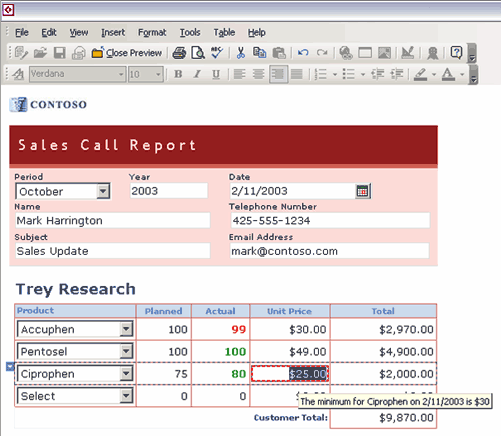 File Edit View Insert Format Tools Table Help
Close Preview
Verdana 10 B I U
CONTOSO
Sales Call Report
Period Year Date
October 2003 2/11/2003
Name Telephone Number
Mark Harrington 425-555-1234
Subject Email Address
Sales Update mark@contoso.com
Trey Research
Product Planned Actual Unit Price Total
Accuphen 100 99 $30.00 $2,970.00
Pentosel 100 100 $49.00 $4,900.00
Ciprophen 75 80 $25.00 $2,000.00
Select 0 0
The minimum for Ciprophen on 2/11/2003 is $30
Customer Total: $9,870.00